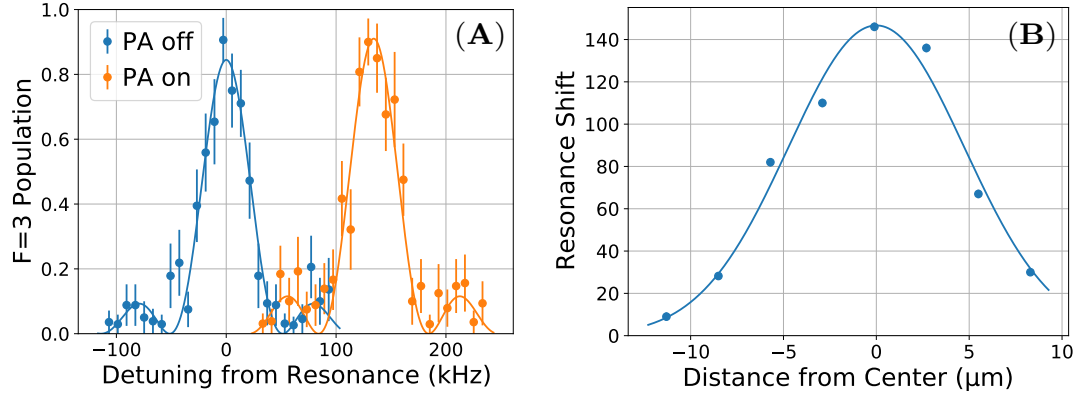 (A)
PA off
PA on
F=3 Population
1.0
0.8
0.6
0.4
0.2
0.0
−100
0
100
200
Detuning from Resonance (kHz)
(B)
Resonance Shift
140
120
100
80
60
40
20
0
−10
−5
0
5
10
Distance from Center (μm)